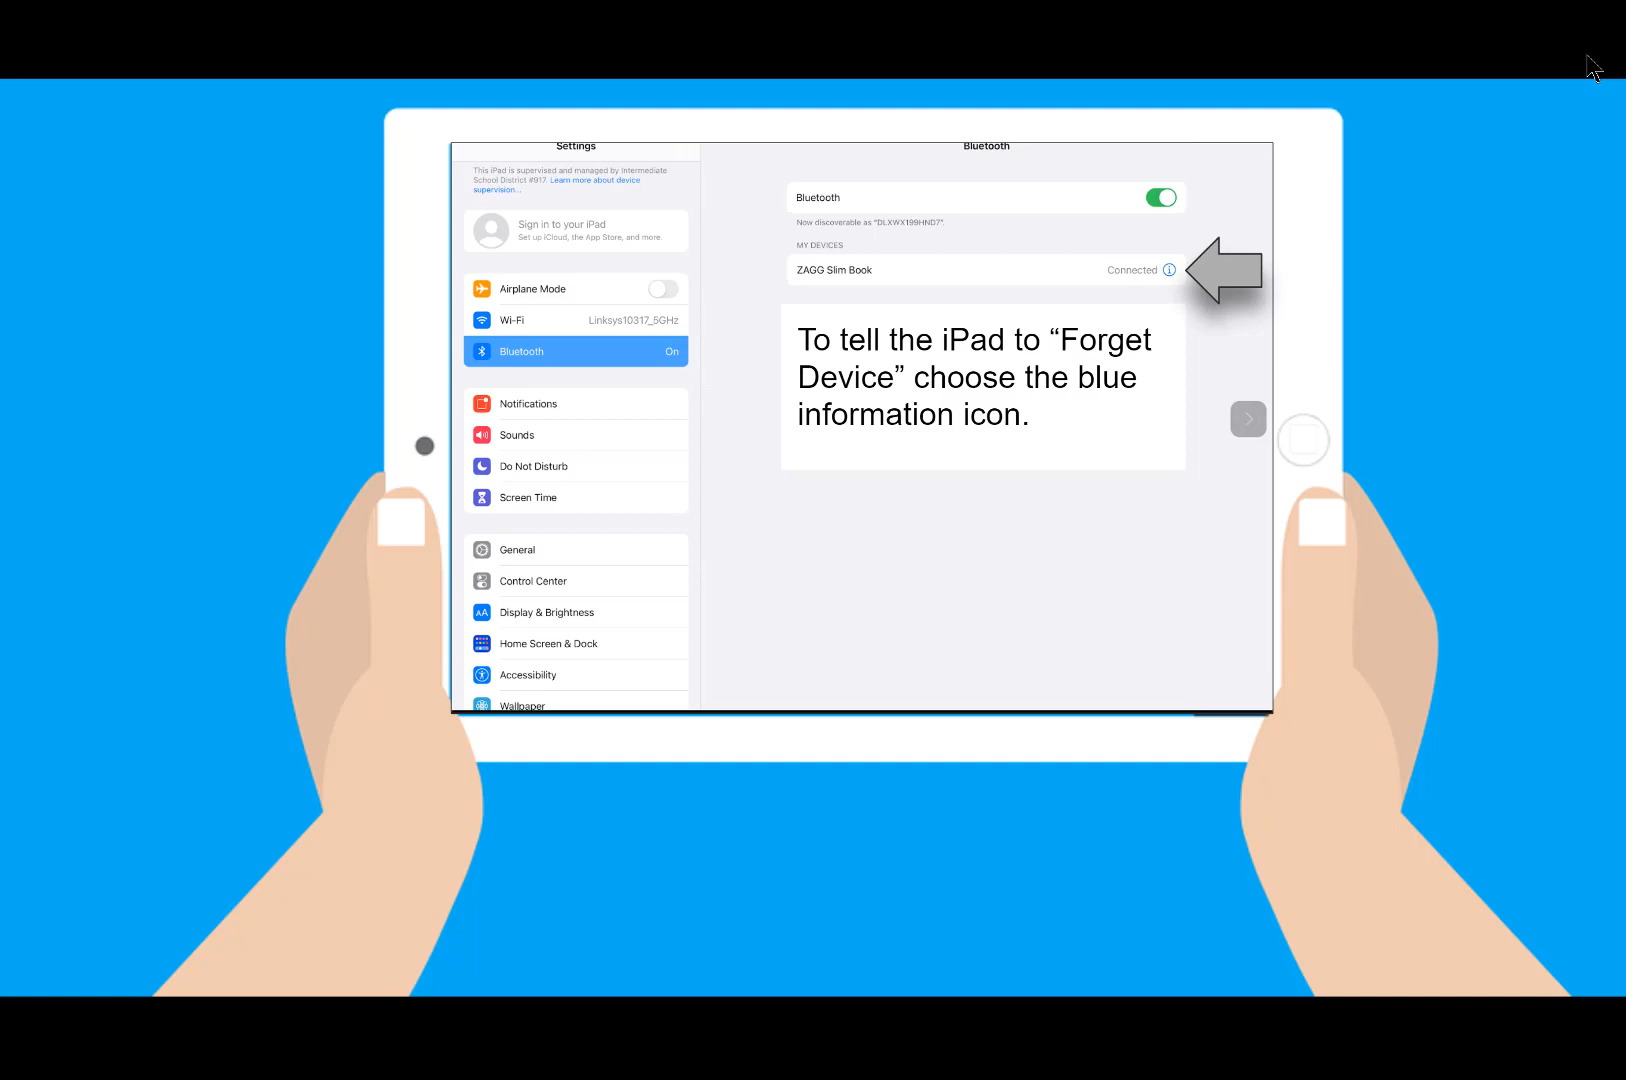 Settings
This iPad is supervised and managed by Intermediate
School District #917. Learn more about device
supervision...
Sign in to your iPad
Set up iCloud, the App Store, and more.
Airplane Mode
Wi-Fi Linksys10317_5GHz
Bluetooth On
Notifications
Sounds
Do Not Disturb
Screen Time
General
Control Center
AA Display & Brightness
Home Screen & Dock
Accessibility
Wallpaper
Bluetooth
Bluetooth
Now discoverable as "DLXWX199HND7".
MY DEVICES
ZAGG Slim Book Connected
To tell the iPad to “Forget
Device” choose the blue
information icon.